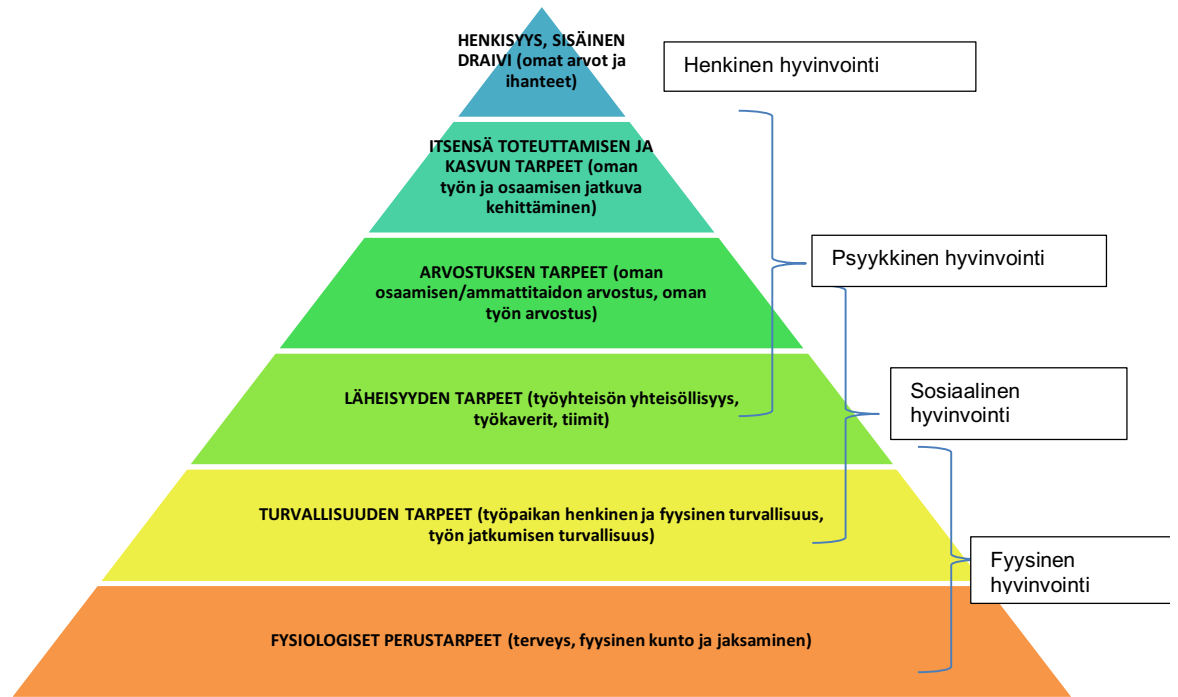 HENKISYYS, SISÄINEN
DRAIVI (omat arvot ja
ihanteet)
Henkinen hyvinvointi
ITSENSÄ TOTEUTTAMISEN JA
KASVUN TARPEET (oman
työn ja osaamisen jatkuva
kehittäminen)
Psyykkinen hyvinvointi
ARVOSTUKSEN TARPEET (oman
osaamisen/ammattitaidon arvostus, oman
työn arvostus)
Sosiaalinen
hyvinvointi
LÄHEISYYDEN TARPEET (työyhteisön yhteisöllisyys,
työkaverit, tiimit)
TURVALLISUUDEN TARPEET (työpaikan henkinen ja fyysinen turvallisuus,
työn jatkumisen turvallisuus)
Fyysinen
hyvinvointi
FYSIOLOGISET PERUSTARPEET (terveys, fyysinen kunto ja jaksaminen)